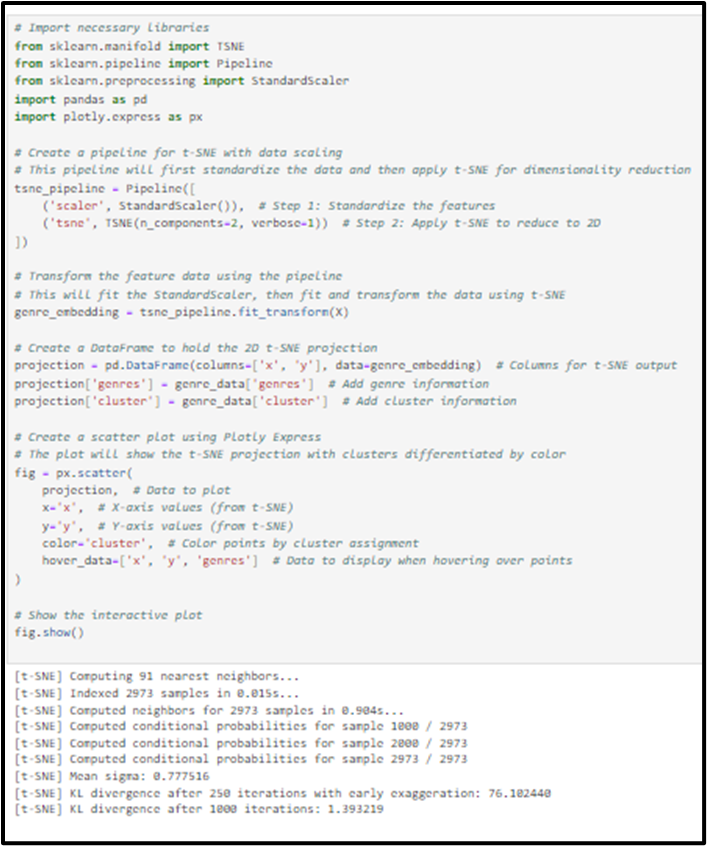 # Import necessary libraries
from sklearn.manifold import TSNE
from sklearn.pipeline import Pipeline
from sklearn.preprocessing import StandardScaler
import pandas as pd
import plotly.express as px
# Create a pipeline for t-SNE with data scaling
# This pipeline will first standardize the data and then apply t-SNE for dimensionality reduction
tsne_pipeline = Pipeline([
    ('scaler', StandardScaler()),  # Step 1: Standardize the features
    ('tsne', TSNE(n_components=2, verbose=1))  # Step 2: Apply t-SNE to reduce to 2D
])
# Transform the feature data using the pipeline
# This will fit the StandardScaler, then fit and transform the data using t-SNE
genre_embedding = tsne_pipeline.fit_transform(X)
# Create a DataFrame to hold the 2D t-SNE projection
projection = pd.DataFrame(columns=['x', 'y'], data=genre_embedding)  # Columns for t-SNE output
projection['genres'] = genre_data['genres']  # Add genre information
projection['cluster'] = genre_data['cluster']  # Add cluster information
# Create a scatter plot using Plotly Express
# The plot will show the t-SNE projection with clusters differentiated by color
fig = px.scatter(
    projection,  # Data to plot
    x='x',  # X-axis values (from t-SNE)
    y='y',  # Y-axis values (from t-SNE)
    color='cluster',  # Color points by cluster assignment
    hover_data=['x', 'y', 'genres']  # Data to display when hovering over points
)
# Show the interactive plot
fig.show()
[t-SNE] Computing 91 nearest neighbors...
[t-SNE] Indexed 2973 samples in 0.015s...
[t-SNE] Computed neighbors for 2973 samples in 0.904s...
[t-SNE] Computed conditional probabilities for sample 1000 / 2973
[t-SNE] Computed conditional probabilities for sample 2000 / 2973
[t-SNE] Computed conditional probabilities for sample 2973 / 2973
[t-SNE] Mean sigma: 0.777516
[t-SNE] KL divergence after 250 iterations with early exaggeration: 76.102440
[t-SNE] KL divergence after 1000 iterations: 1.393219